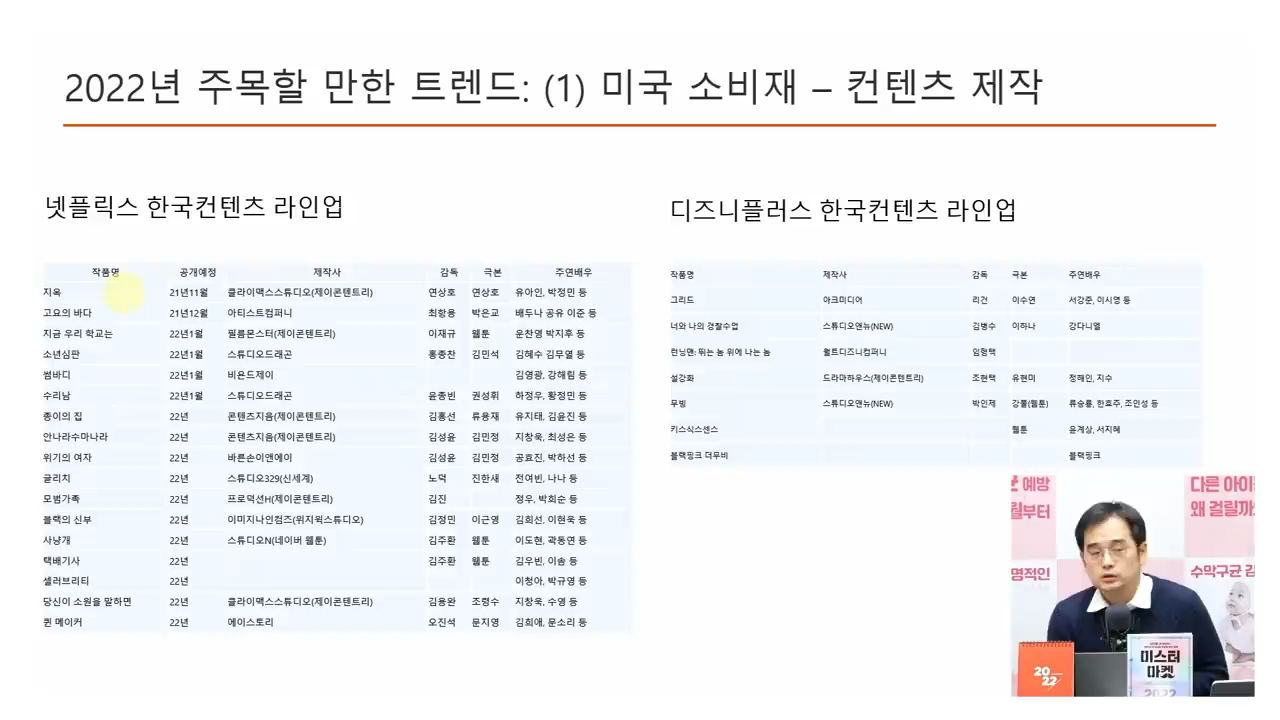 2022년 주목할 만한 트렌드: (1) 미국 소비재 – 컨텐츠 제작
넷플릭스 한국컨텐츠 라인업
작품명 공개예정 제작사 감독 극본 주연배우
지옥 21년11월 클라이맥스스튜디오(제이콘텐트리) 연상호 연상호 유아인, 박정민 등
고요의 바다 21년12월 아티스트컴퍼니 최항용 박은교 배두나 공유 이준 등
지금 우리 학교는 22년1월 필름몬스터(제이콘텐트리) 이재규 웹툰 윤찬영 박지후 등
소년심판 22년1월 스튜디오드래곤 홍종찬 김민석 김혜수 김무열 등
썸바디 22년1월 비욘드제이 김영광, 강해림 등
수리남 22년1월 스튜디오드래곤 윤종빈 권성휘 하정우, 황정민 등
종이의 집 22년 콘텐츠지음(제이콘텐트리) 김홍선 류용재 유지태, 김윤진 등
안나라수마나라 22년 콘텐츠지음(제이콘텐트리) 김성윤 김민정 지창욱, 최성은 등
위기의 여자 22년 바른손이앤에이 김성윤 김민정 공효진, 박하선 등
글리치 22년 스튜디오329(신세계) 노덕 진한새 전여빈, 나나 등
모범가족 22년 프로덕션H(제이콘텐트리) 김진 정우, 박희순 등
블랙의 신부 22년 이미지나인컴즈(위지윅스튜디오) 김정민 이근영 김희선, 이현욱 등
사냥개 22년 스튜디오N(네이버 웹툰) 김주환 웹툰 이도현, 곽동연 등
택배기사 22년 김주환 웹툰 김우빈, 이솜 등
셀러브리티 22년 이청아, 박규영 등
당신이 소원을 말하면 22년 클라이맥스스튜디오(제이콘텐트리) 김용완 조령수 지창욱, 수영 등
퀸 메이커 22년 에이스토리 오진석 문지영 김희애, 문소리 등
디즈니플러스 한국컨텐츠 라인업
작품명 제작사 감독 극본 주연배우
그리드 아크미디어 리건 이수연 서강준, 이시영 등
너와 나의 경찰수업 스튜디오앤뉴(NEW) 김병수 이하나 강다니엘
런닝맨: 뛰는 놈 위에 나는 놈 월트디즈니컴퍼니 임형택
설강화 드라마하우스(제이콘텐트리) 조현탁 유현미 정해인, 지수
무빙 스튜디오앤뉴(NEW) 박인제 강풀(웹툰) 류승룡, 한효주, 조인성 등
키스식스센스 웹툰 윤계상, 서지혜
블랙핑크 더무비 블랙핑크
예방
월부터
명적인
다른 아이
왜 걸릴까
수막구균 감
2022
미스터
마켓
2022